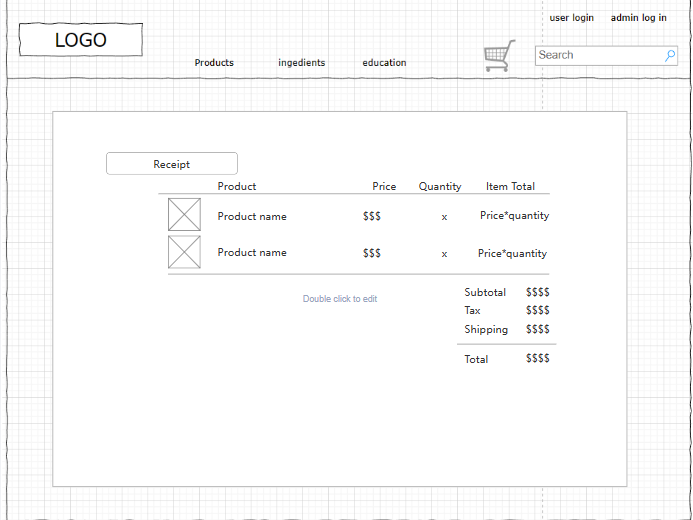 user login admin log in
LOGO
Search
Products ingedients education
Receipt
Product Price Quantity Item Total
Product name $$$ x Price*quantity
Product name $$$ x Price*quantity
Subtotal $$$$
Double click to edit
Tax $$$$
Shipping $$$$
Total $$$$